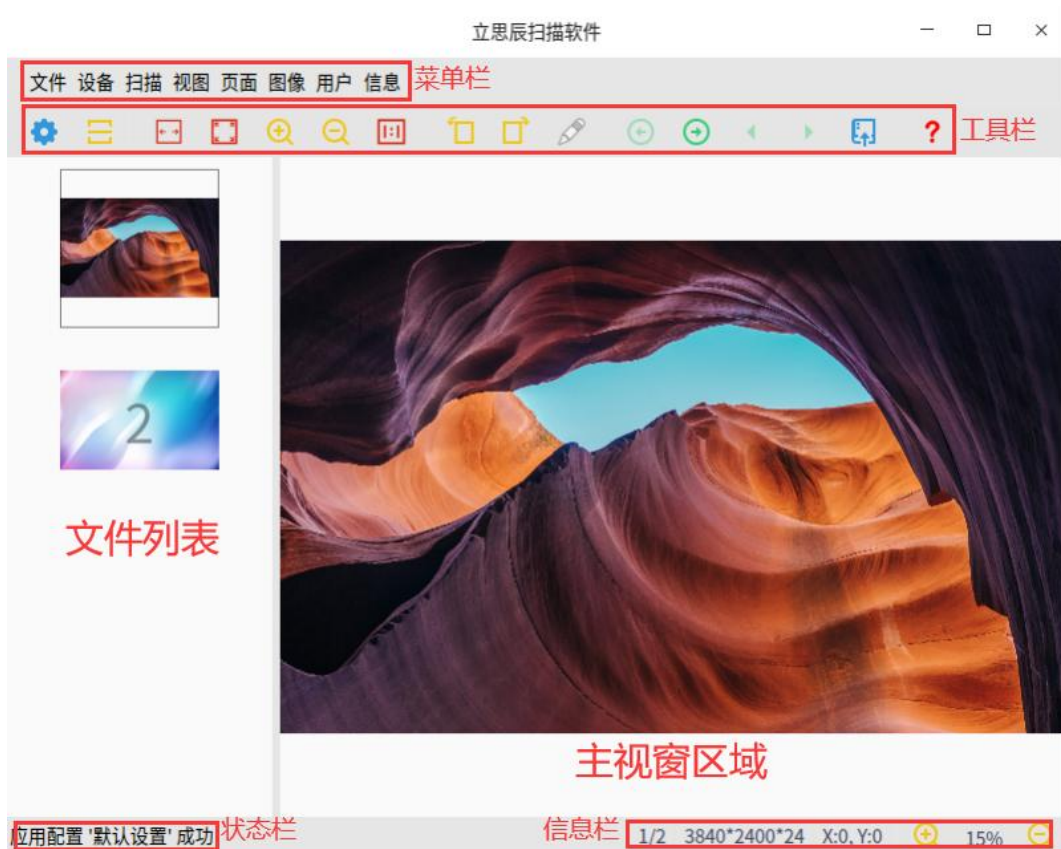 立思辰扫描软件
文件 设备 扫描 视图 页面 图像 用户 信息 菜单栏
1:1 ? 工具栏
2
文件列表
主视窗区域
应用配置 '默认设置' 成功 状态栏 信息栏 1/2 3840*2400*24 X:0, Y:0 15%